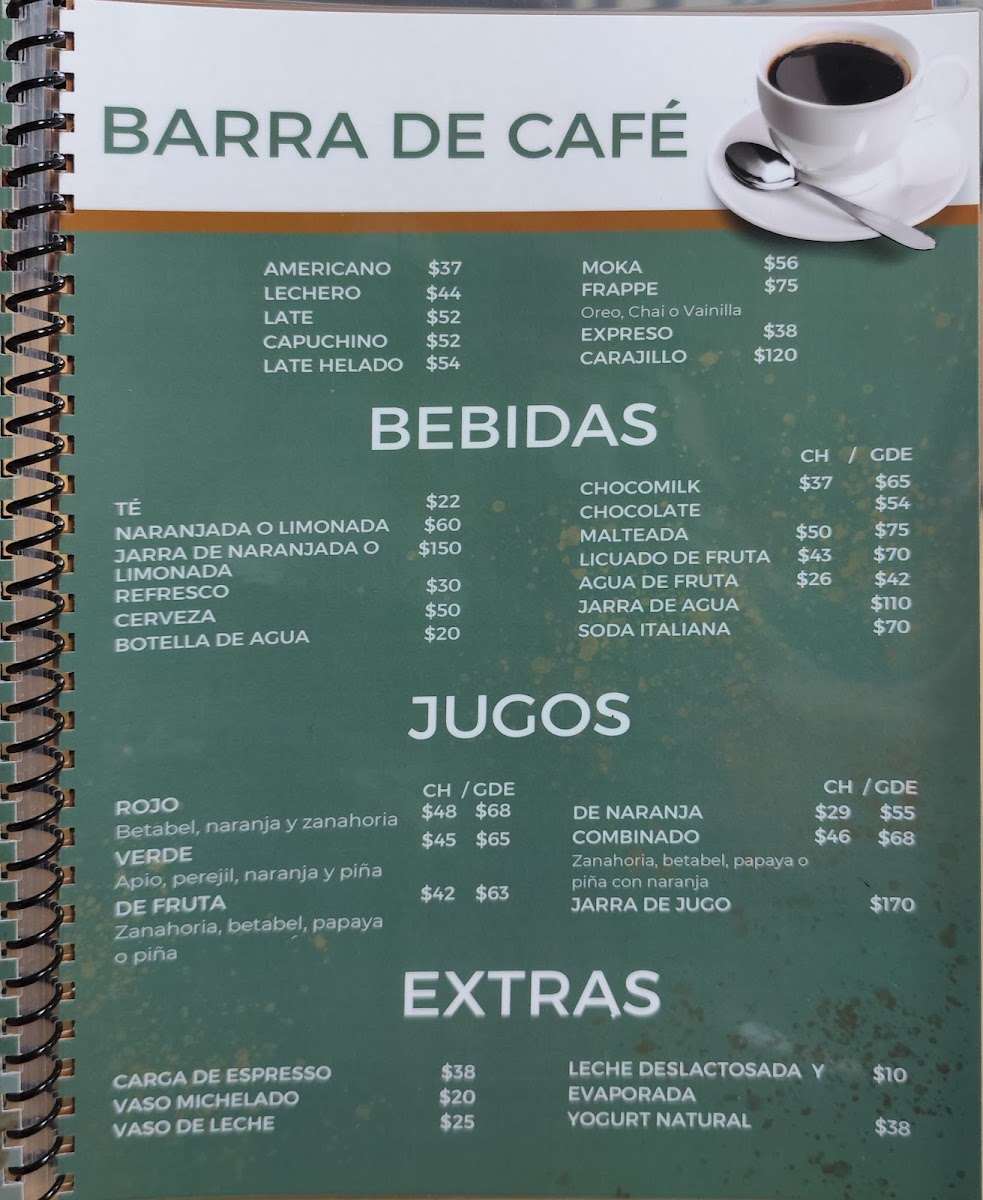 BARRA DE CAFÉ
AMERICANO $37
LECHERO $44
LATE $52
CAPUCHINO $52
LATE HELADO $54
MOKA $56
FRAPPE $75
Oreo, Chai o Vainilla
EXPRESO $38
CARAJILLO $120
BEBIDAS
TÉ $22
NARANJADA O LIMONADA $60
JARRA DE NARANJADA O $150
LIMONADA
REFRESCO $30
CERVEZA $50
BOTELLA DE AGUA $20
CH / GDE
CHOCOMILK $37 $65
CHOCOLATE $54
MALTEADA $50 $75
LICUADO DE FRUTA $43 $70
AGUA DE FRUTA $26 $42
JARRA DE AGUA $110
SODA ITALIANA $70
JUGOS
CH / GDE
ROJO $48 $68
Betabel, naranja y zanahoria
VERDE $45 $65
Apio, perejil, naranja y piña
DE FRUTA $42 $63
Zanahoria, betabel, papaya
o piña
CH / GDE
DE NARANJA $29 $55
COMBINADO $46 $68
Zanahoria, betabel, papaya o
piña con naranja
JARRA DE JUGO $170
EXTRAS
CARGA DE ESPRESSO $38
VASO MICHELADO $20
VASO DE LECHE $25
LECHE DESLACTOSADA Y $10
EVAPORADA
YOGURT NATURAL $38